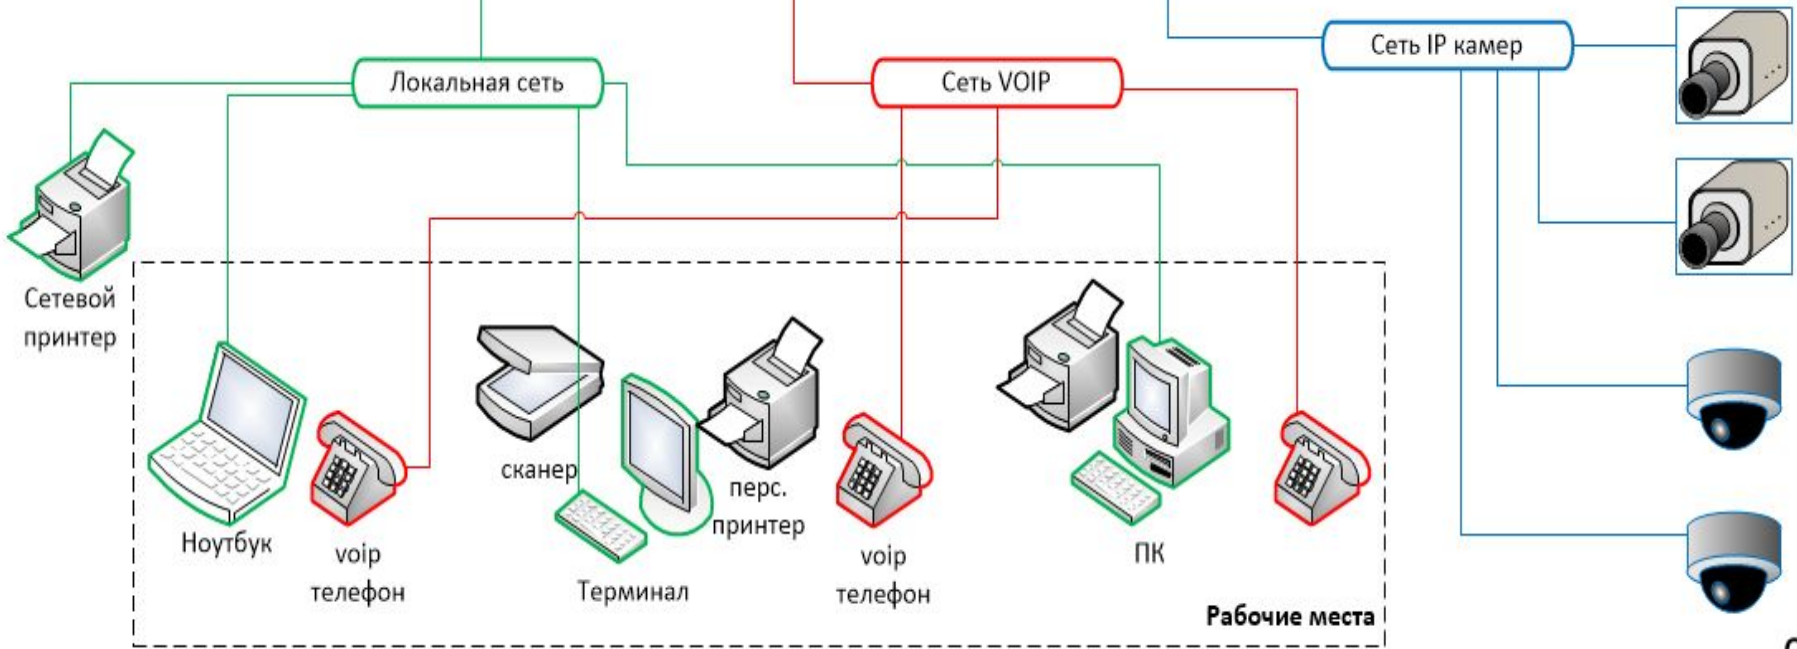 Локальная сеть
Сеть VOIP
Сеть IP камер
Сетевой
принтер
Ноутбук
voip
телефон
сканер
Терминал
перс.
принтер
voip
телефон
ПК
Рабочие места